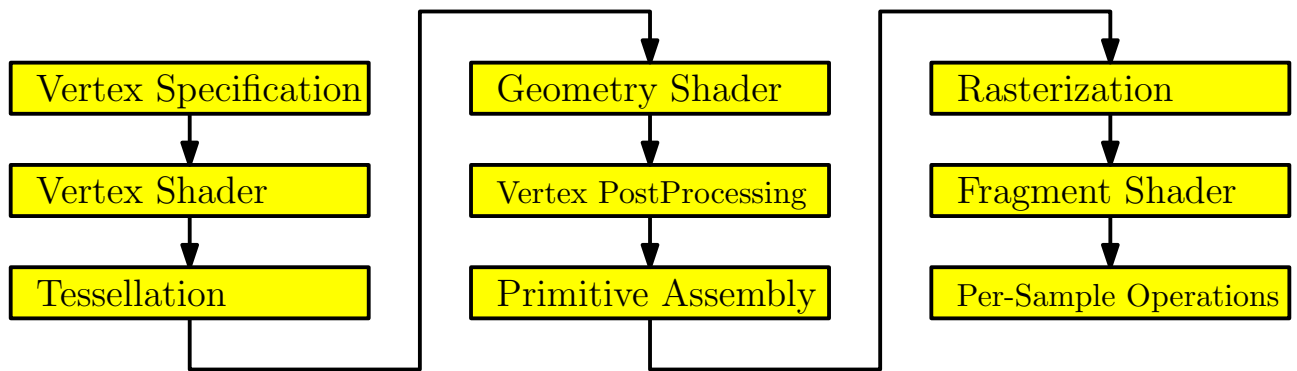 Vertex Specification
Vertex Shader
Tessellation
Geometry Shader
Vertex PostProcessing
Primitive Assembly
Rasterization
Fragment Shader
Per-Sample Operations